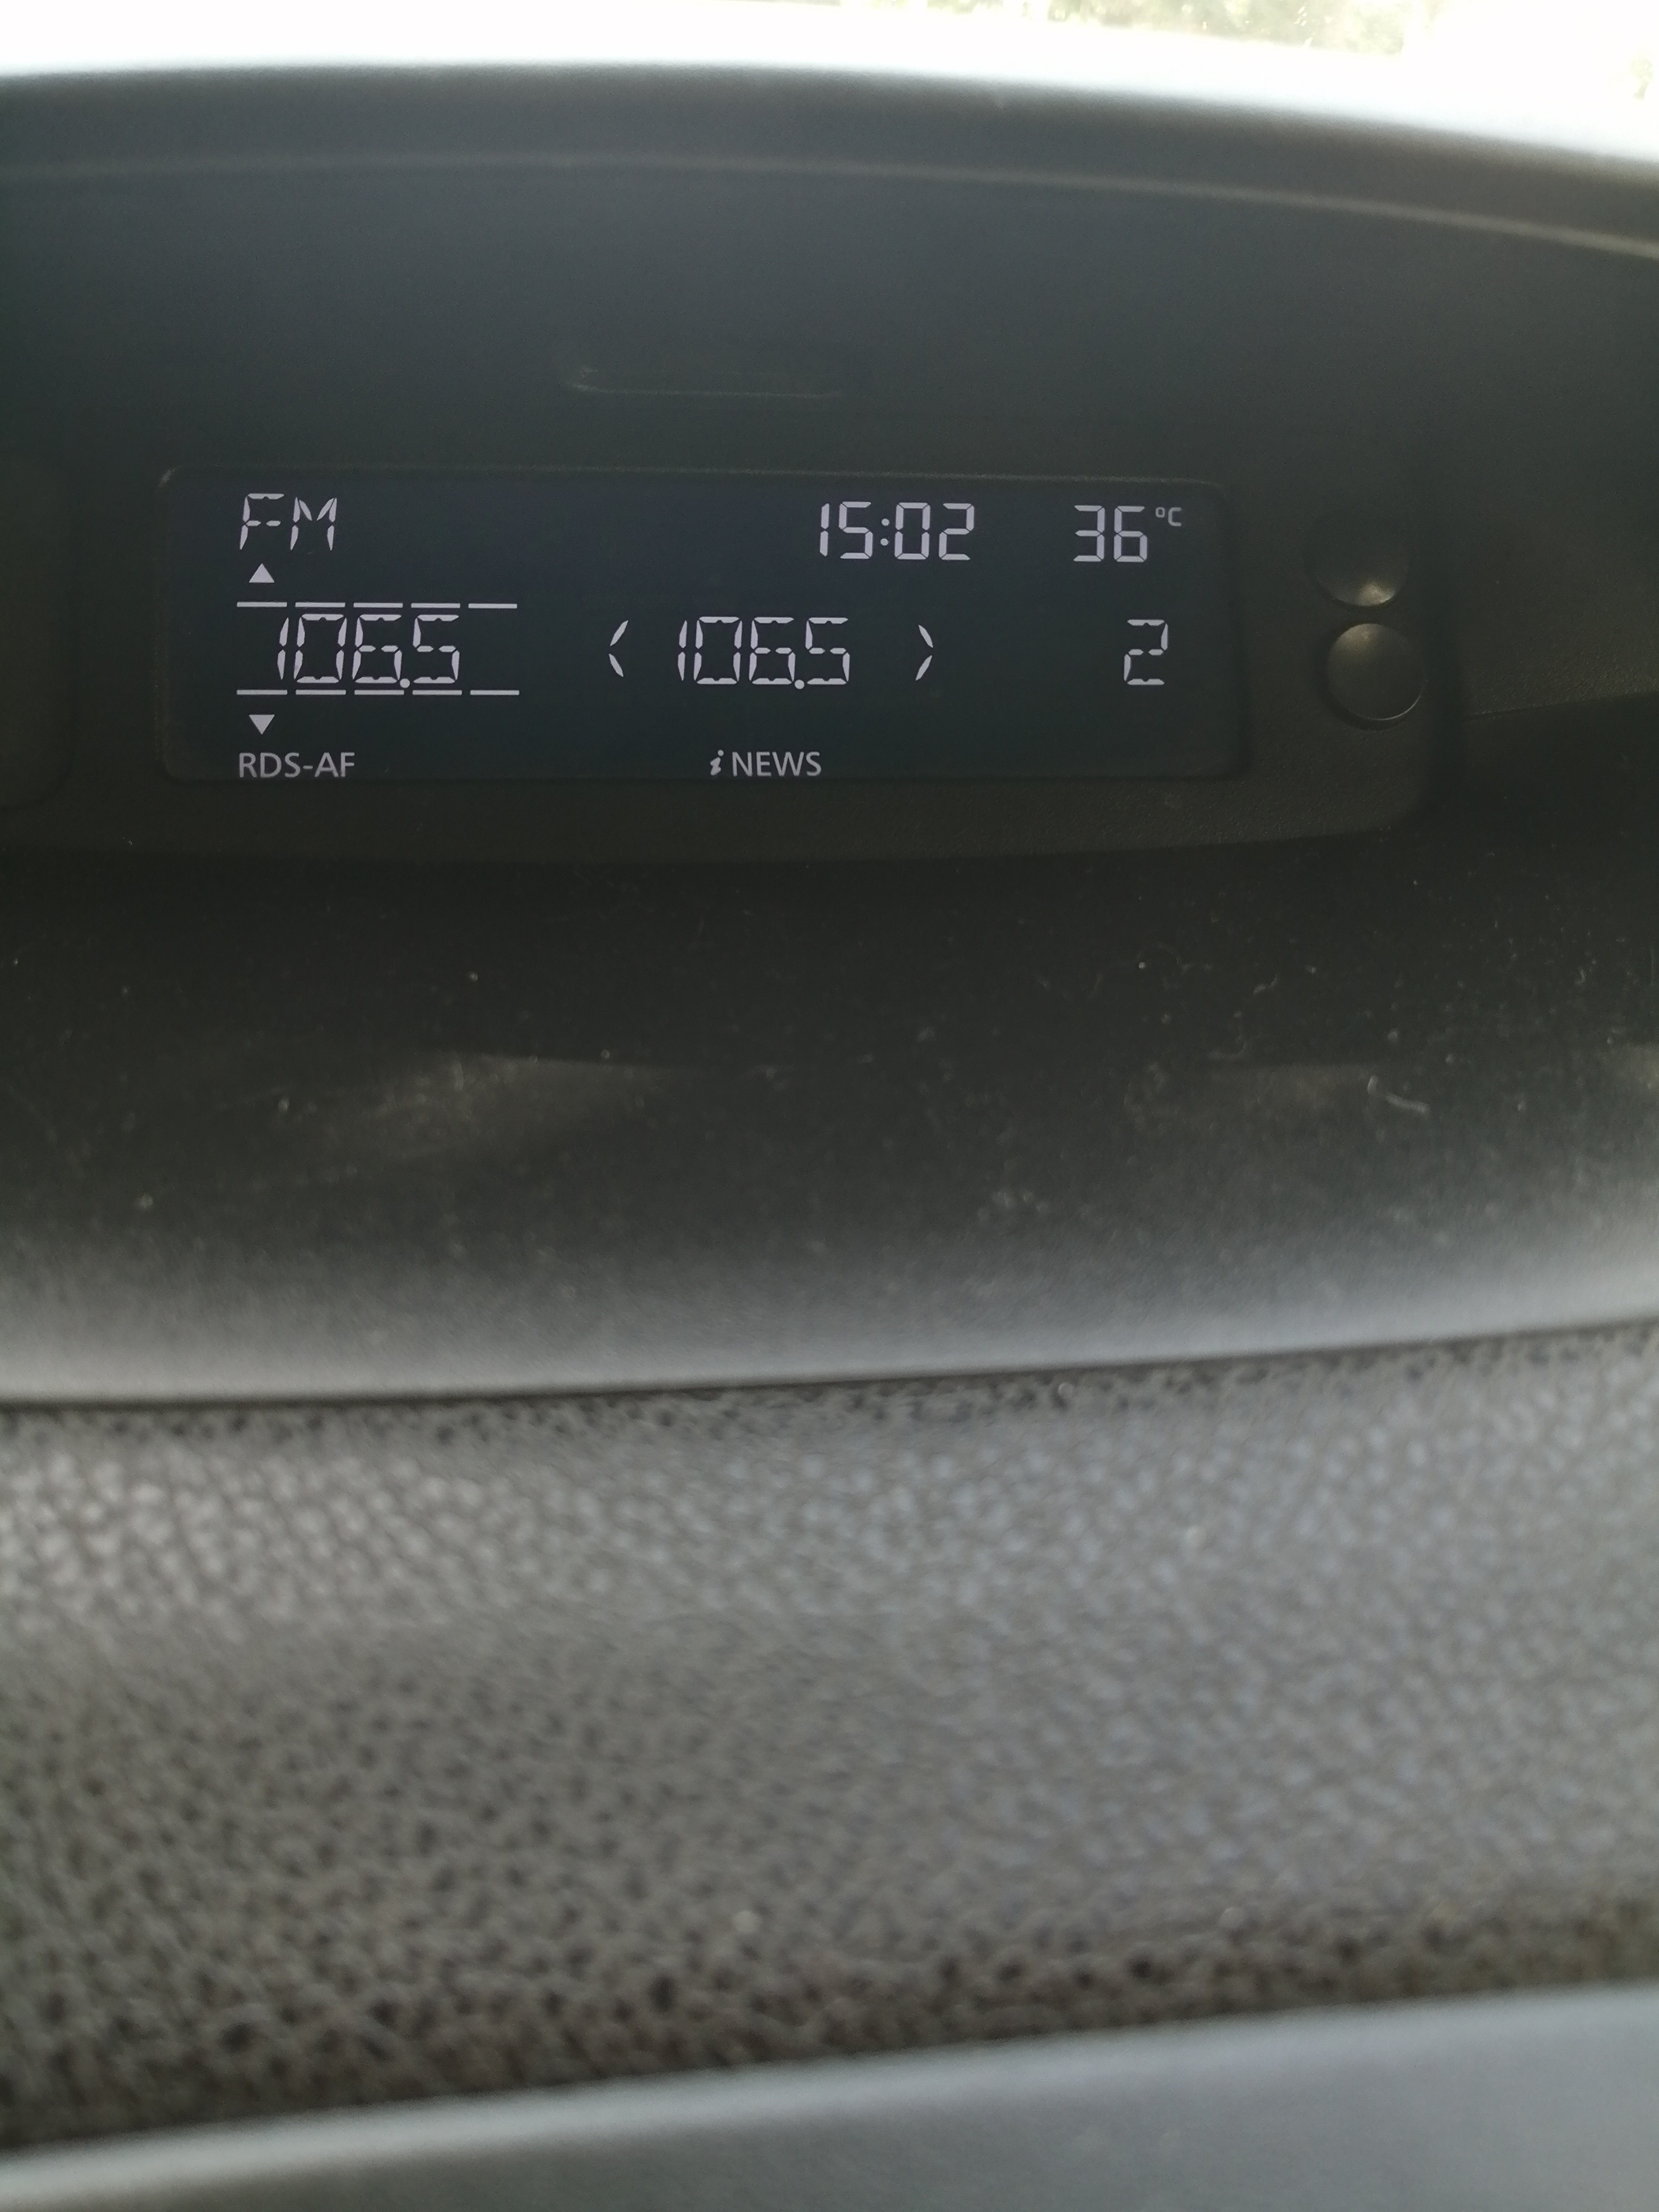 FM 15:02 36°C
106.5 < 106.5 > 2
RDS-AF i NEWS